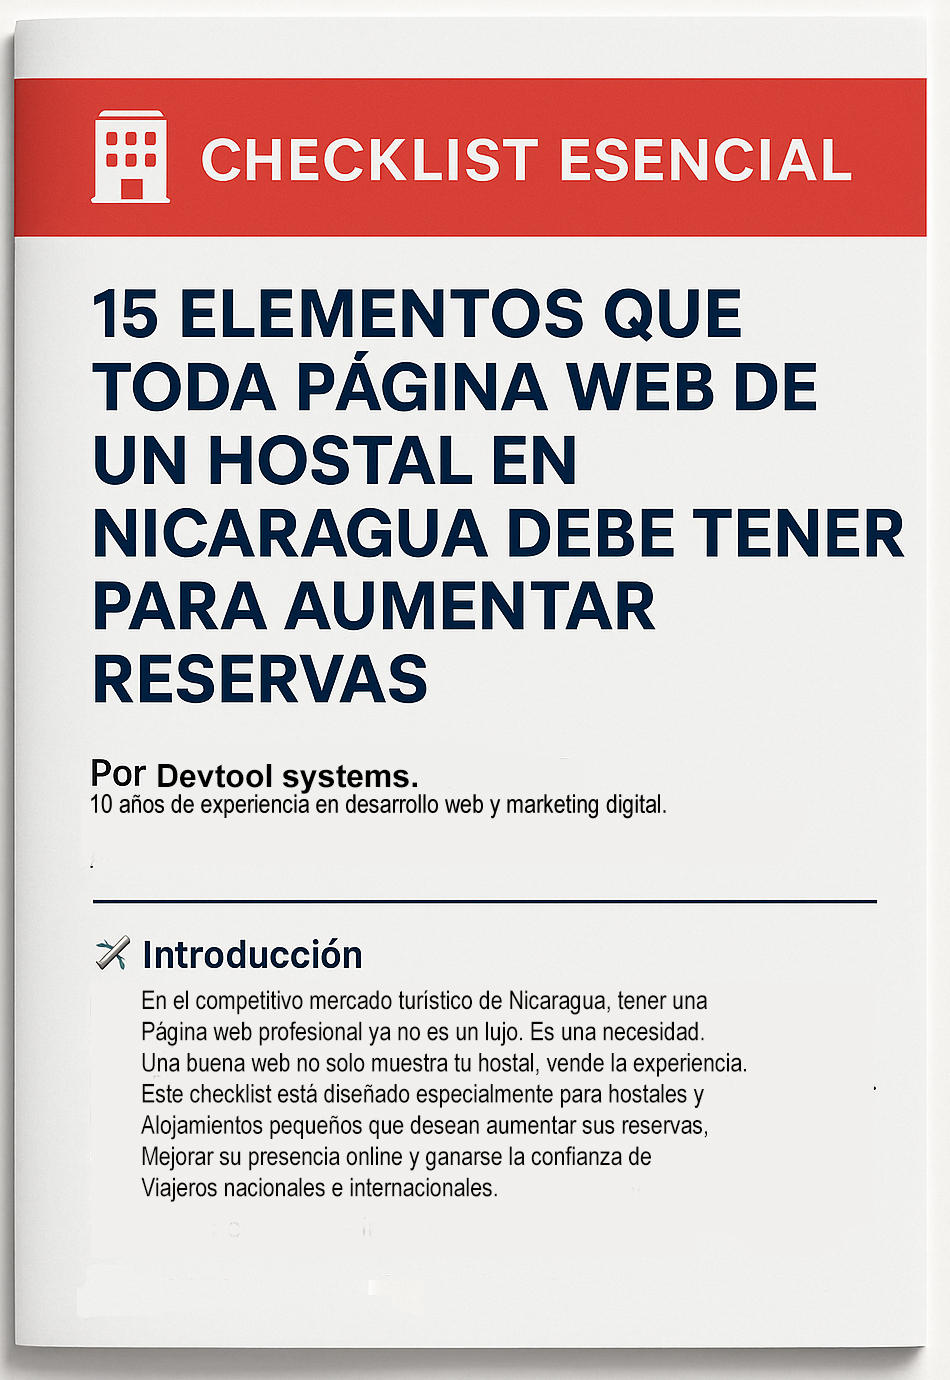 CHECKLIST ESENCIAL
15 ELEMENTOS QUE
TODA PÁGINA WEB DE
UN HOSTAL EN
NICARAGUA DEBE TENER
PARA AUMENTAR
RESERVAS
Por Devtool systems.
10 años de experiencia en desarrollo web y marketing digital.
Introducción
En el competitivo mercado turístico de Nicaragua, tener una
Página web profesional ya no es un lujo. Es una necesidad.
Una buena web no solo muestra tu hostal, vende la experiencia.
Este checklist está diseñado especialmente para hostales y
Alojamientos pequeños que desean aumentar sus reservas,
Mejorar su presencia online y ganarse la confianza de
Viajeros nacionales e internacionales.